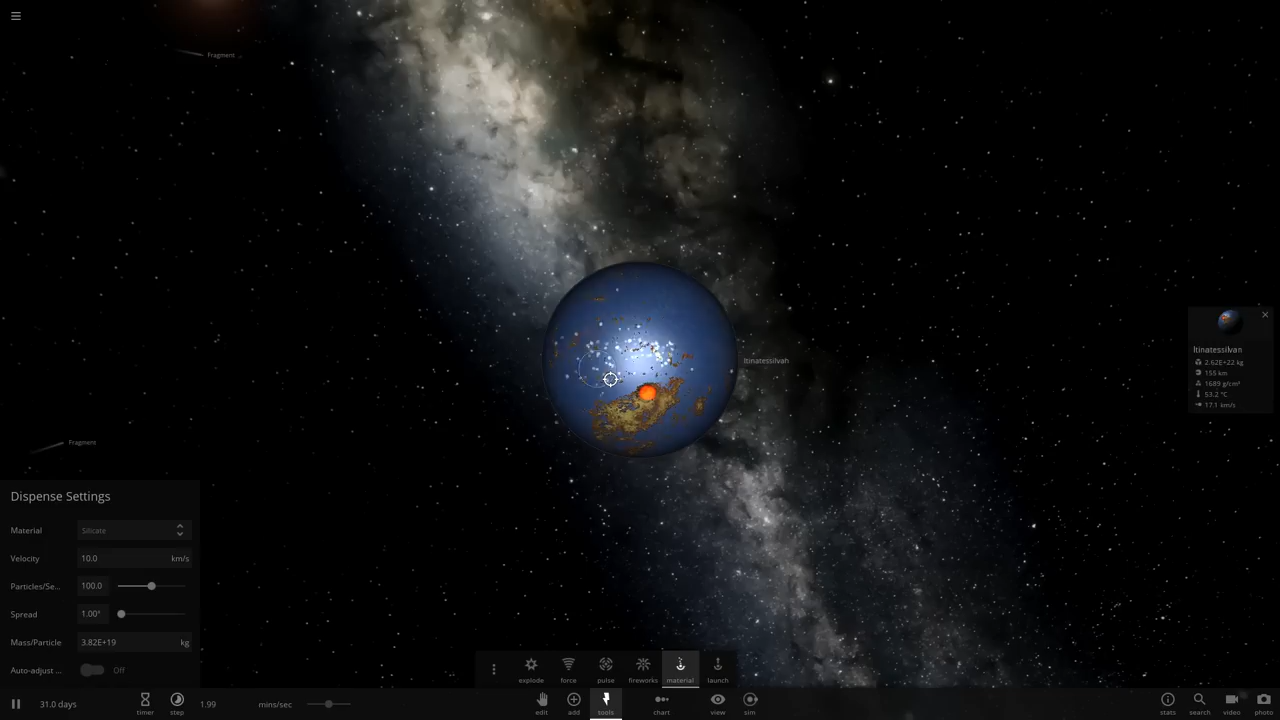 Fragment
Itinatessilvan
Itinatessilvan
2.62E+22 kg
155 km
1689 g/cm³
53.2 °C
17.1 km/s
Fragment
Dispense Settings
Material Silicate
Velocity 10.0 km/s
Particles/Se... 100.0
Spread 1.00°
Mass/Particle 3.82E+19 kg
Auto-adjust ... Off
explode force pulse fireworks material launch
31.0 days timer step 1.99 mins/sec edit add tools chart view sim stats search video photo